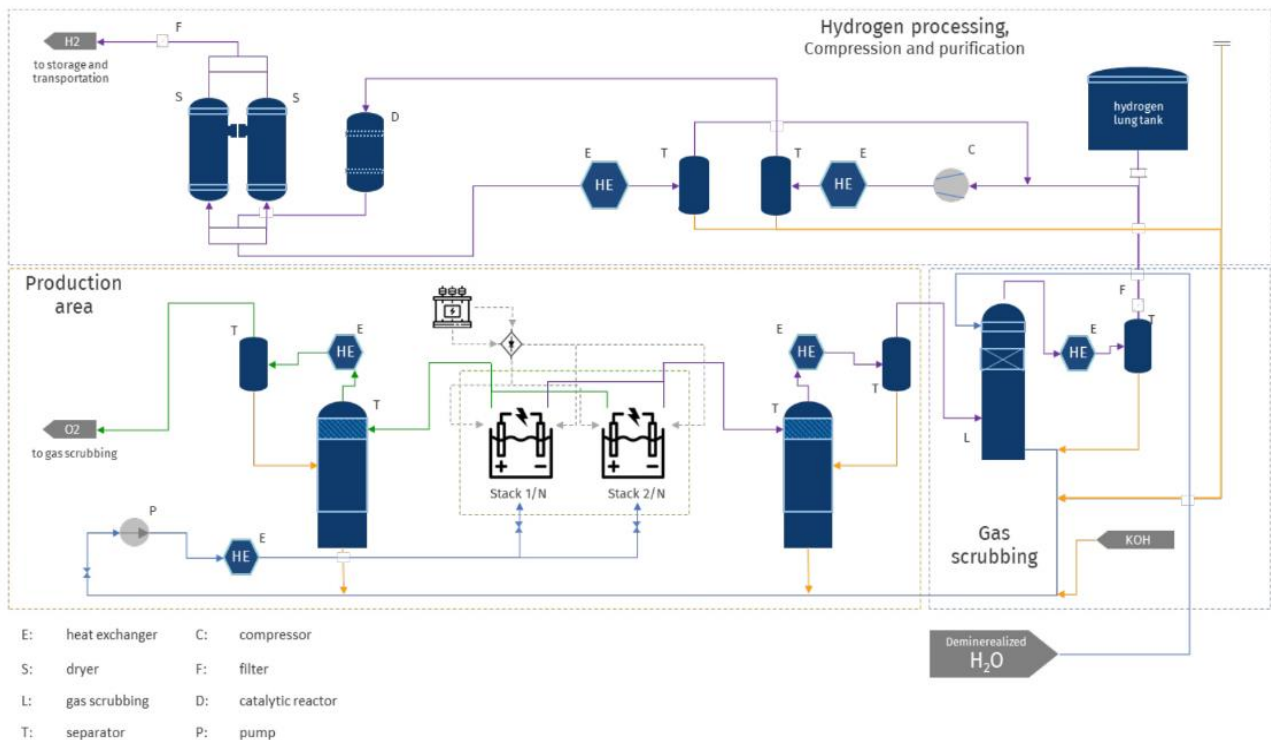 Hydrogen processing,
Compression and purification
H2
to storage and
transportation
F
S
S
D
E
HE
T
T
E
HE
C
hydrogen
lung tank
Production
area
T
E
HE
T
O2
to gas scrubbing
Stack 1/N
Stack 2/N
E
HE
T
T
P
HE
E
F
E
HE
T
L
Gas
scrubbing
KOH
Deminerealized
H₂O
E: heat exchanger C: compressor
S: dryer F: filter
L: gas scrubbing D: catalytic reactor
T: separator P: pump